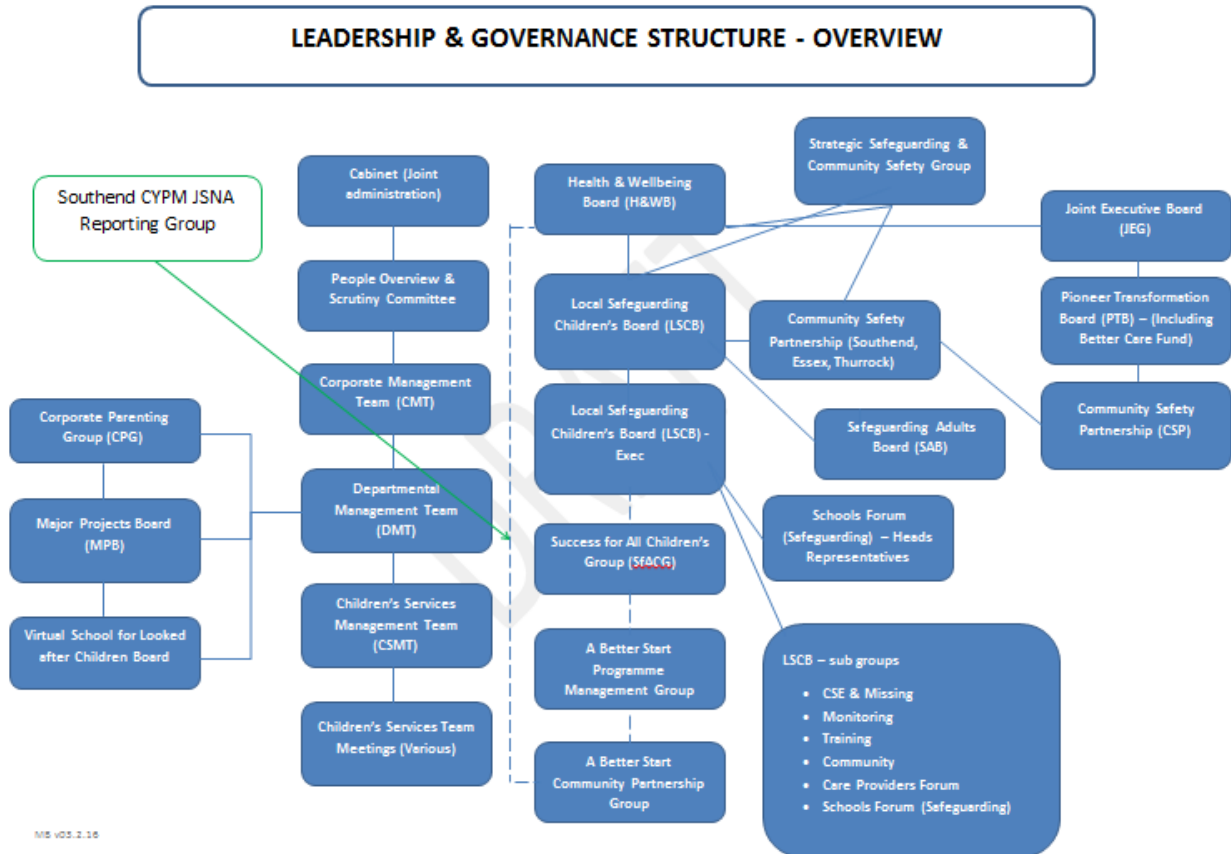 LEADERSHIP & GOVERNANCE STRUCTURE - OVERVIEW
Southend CYPM JSNA
Reporting Group
Cabinet (Joint
administration)
People Overview &
Scrutiny Committee
Corporate Management
Team (CMT)
Departmental
Management Team
(DMT)
Children's Services
Management Team
(CSMT)
Children's Services Team
Meetings (Various)
Corporate Parenting
Group (CPG)
Major Projects Board
(MPB)
Virtual School for Looked
after Children Board
Health & Wellbeing
Board (H&WB)
Local Safeguarding
Children's Board (LSCB)
Local Safeguarding
Children's Board (LSCB) -
Exec
Success for All Children's
Group (SfACG)
A Better Start
Programme
Management Group
A Better Start
Community Partnership
Group
Strategic Safeguarding &
Community Safety Group
Community Safety
Partnership (Southend,
Essex, Thurrock)
Safeguarding Adults
Board (SAB)
Schools Forum
(Safeguarding) – Heads
Representatives
LSCB – sub groups
• CSE & Missing
• Monitoring
• Training
• Community
• Care Providers Forum
• Schools Forum (Safeguarding)
Joint Executive Board
(JEG)
Pioneer Transformation
Board (PTB) – (Including
Better Care Fund)
Community Safety
Partnership (CSP)
DRAFT
MB v03.2.16